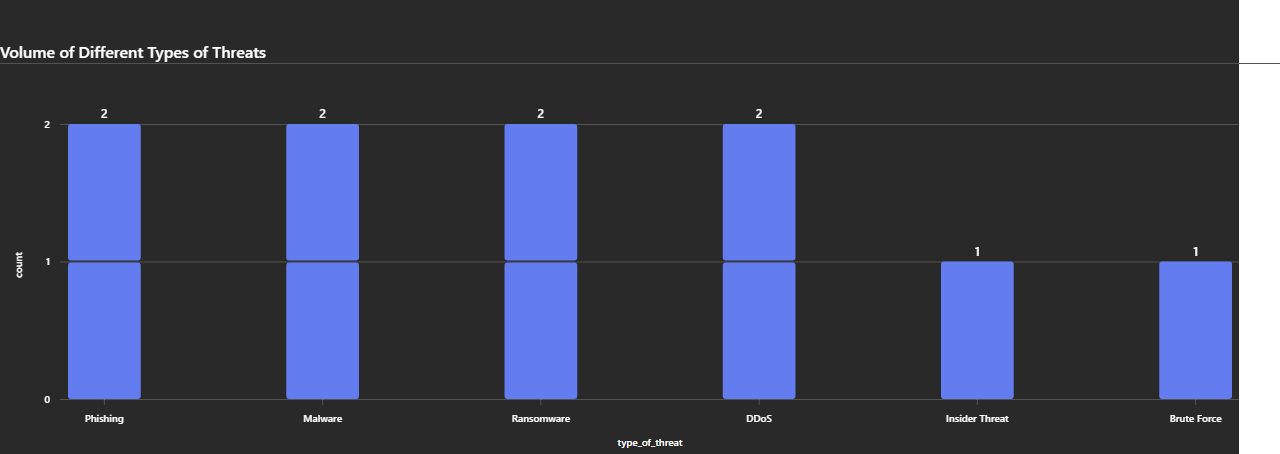 Volume of Different Types of Threats
2 2 2 2
2
1 1
1
count
0
Phishing Malware Ransomware DDoS Insider Threat Brute Force
type_of_threat